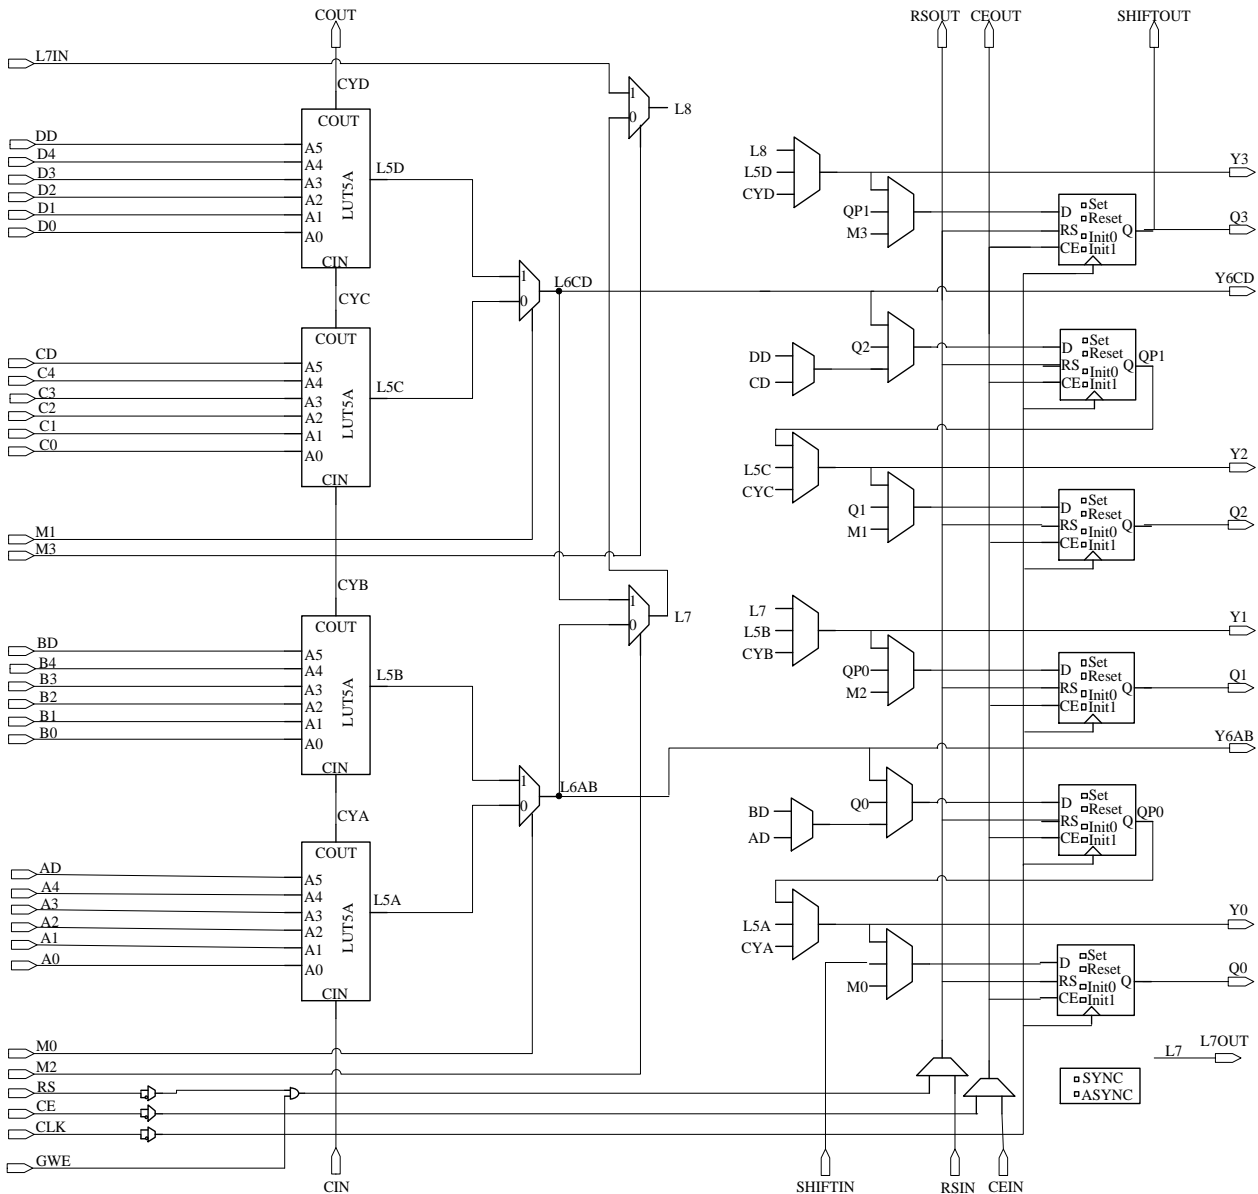 COUT
RSOUT CEOUT
SHIFTOUT
L7IN
CYD
1
0
L8
COUT
DD
D4
D3
D2
D1
D0
A5
A4
A3
A2
A1
A0
LUT5A
L5D
CIN
CYC
1
0
L6CD
COUT
CD
C4
C3
C2
C1
C0
A5
A4
A3
A2
A1
A0
LUT5A
L5C
CIN
M1
M3
CYB
1
0
L7
COUT
BD
B4
B3
B2
B1
B0
A5
A4
A3
A2
A1
A0
LUT5A
L5B
CIN
CYA
1
0
L6AB
COUT
AD
A4
A3
A2
A1
A0
A5
A4
A3
A2
A1
A0
LUT5A
L5A
CIN
M0
M2
RS
CE
CLK
GWE
CIN
L8
L5D
CYD
Y3
QP1
M3
D
RS
CE
Set
Reset
Init0
Init1
Q
Q3
Y6CD
Q2
DD
CD
D
RS
CE
Set
Reset
Init0
Init1
Q
QP1
L5C
CYC
Y2
Q1
M1
D
RS
CE
Set
Reset
Init0
Init1
Q
Q2
L7
L5B
CYB
Y1
QP0
M2
D
RS
CE
Set
Reset
Init0
Init1
Q
Q1
Y6AB
Q0
BD
AD
D
RS
CE
Set
Reset
Init0
Init1
Q
QP0
L5A
CYA
Y0
M0
D
RS
CE
Set
Reset
Init0
Init1
Q
Q0
L7
L7OUT
SYNC
ASYNC
SHIFTIN
RSIN
CEIN